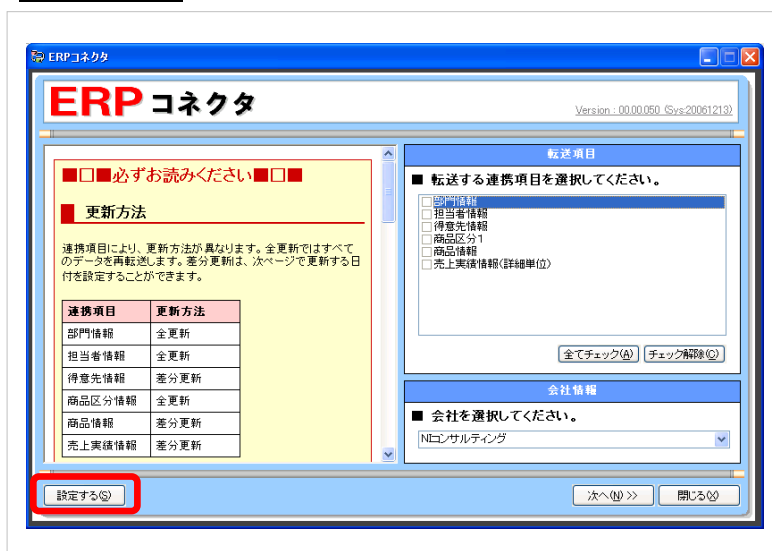 ERPコネクタ
ERP コネクタ
Version : 00.00.050 (Sys:20061213)
■□■必ずお読みください■□■
更新方法
連携項目により、更新方法が異なります。全更新ではすべて
のデータを再転送します。差分更新は、次ページで更新する日
付を設定することができます。
連携項目 更新方法
部門情報 全更新
担当者情報 全更新
得意先情報 差分更新
商品区分情報 全更新
商品情報 差分更新
売上実績情報 差分更新
転送項目
■ 転送する連携項目を選択してください。
部門情報
担当者情報
得意先情報
商品区分1
商品情報
売上実績情報(詳細単位)
全てチェック(A) チェック解除(C)
会社情報
■ 会社を選択してください。
NIコンサルティング
設定する(S) 次へ(N) >> 閉じる(X)